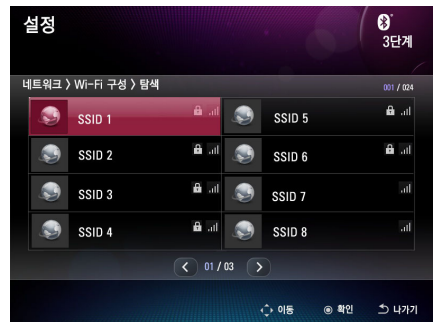 설정
3단계
네트워크 > Wi-Fi 구성 > 탐색
001 / 024
SSID 1
SSID 5
SSID 2
SSID 6
SSID 3
SSID 7
SSID 4
SSID 8
01 / 03
이동 확인 나가기